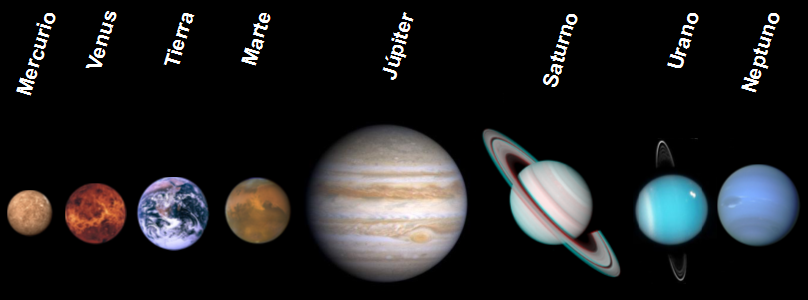 Mercurio
Venus
Tierra
Marte
Júpiter
Saturno
Urano
Neptuno